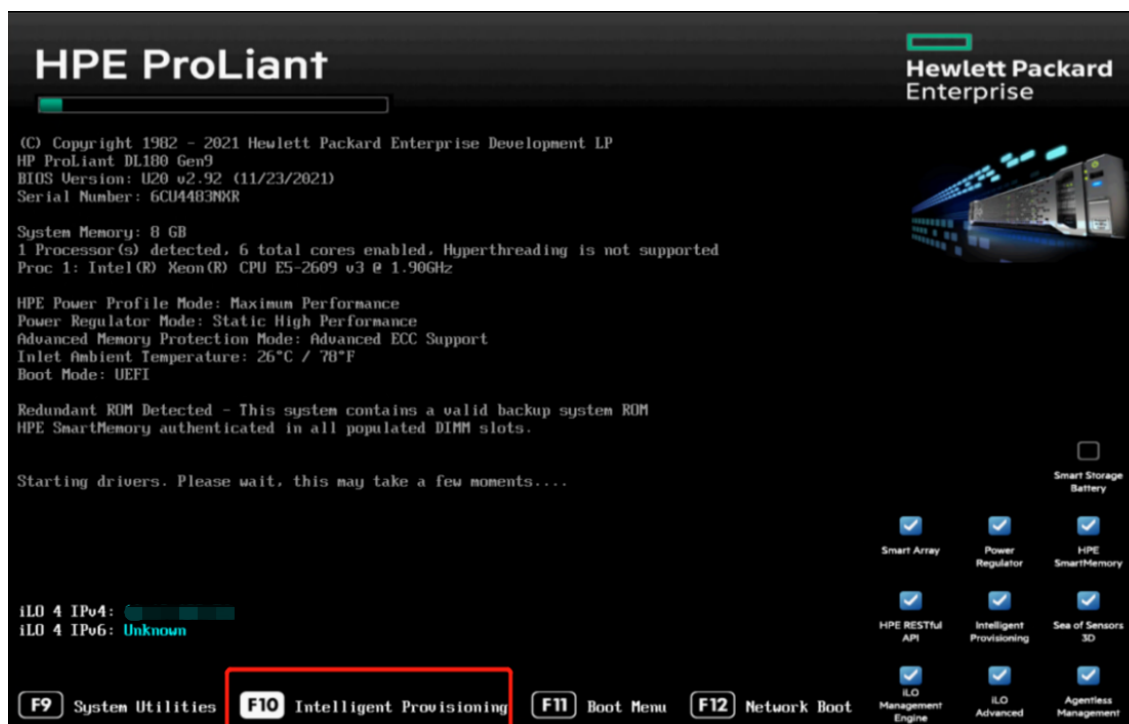 HPE ProLiant
Hewlett Packard
Enterprise
(C) Copyright 1982 - 2021 Hewlett Packard Enterprise Development LP
HP ProLiant DL180 Gen9
BIOS Version: U20 v2.92 (11/23/2021)
Serial Number: 6CU4483NXR
System Memory: 8 GB
1 Processor(s) detected, 6 total cores enabled, Hyperthreading is not supported
Proc 1: Intel(R) Xeon(R) CPU E5-2609 v3 @ 1.90GHz
HPE Power Profile Mode: Maximum Performance
Power Regulator Mode: Static High Performance
Advanced Memory Protection Mode: Advanced ECC Support
Inlet Ambient Temperature: 26°C / 78°F
Boot Mode: UEFI
Redundant ROM Detected - This system contains a valid backup system ROM
HPE SmartMemory authenticated in all populated DIMM slots.
Starting drivers. Please wait, this may take a few moments....
Smart Storage
Battery
Smart Array
Power
Regulator
HPE
SmartMemory
iLO 4 IPv4:
iLO 4 IPv6: Unknown
HPE RESTful
API
Intelligent
Provisioning
Sea of Sensors
3D
iLO
Management
Engine
iLO
Advanced
Agentless
Management
F9 System Utilities
F10 Intelligent Provisioning
F11 Boot Menu
F12 Network Boot